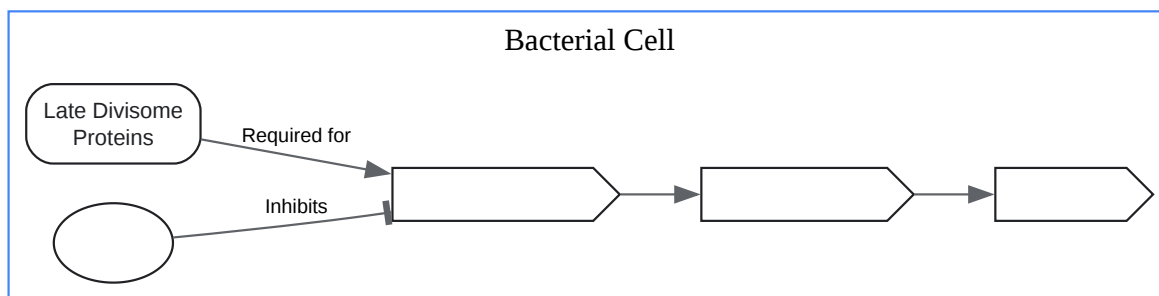 Bacterial Cell
Late Divisome
Proteins
Required for
Inhibits